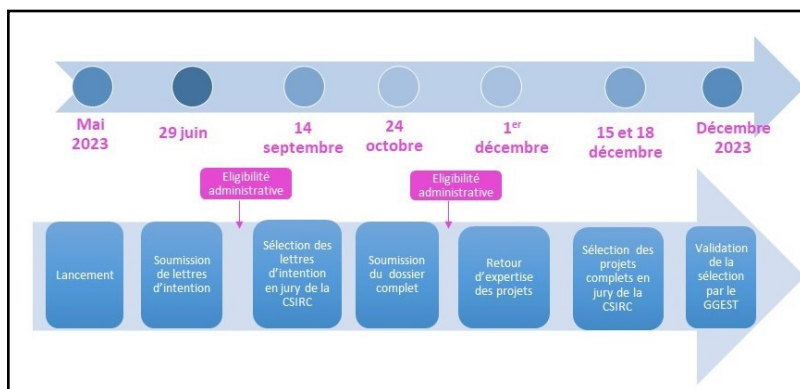 Mai
2023
29 juin
14
septembre
24
octobre
1er
décembre
15 et 18
décembre
Décembre
2023
Eligibilité
administrative
Eligibilité
administrative
Lancement
Soumission
de lettres
d'intention
Sélection des
lettres
d'intention
en jury de la
CSIRC
Soumission
du dossier
complet
Retour
d'expertise
des projets
Sélection des
projets
complets en
jury de la
CSIRC
Validation
de la
sélection
par le
GGEST